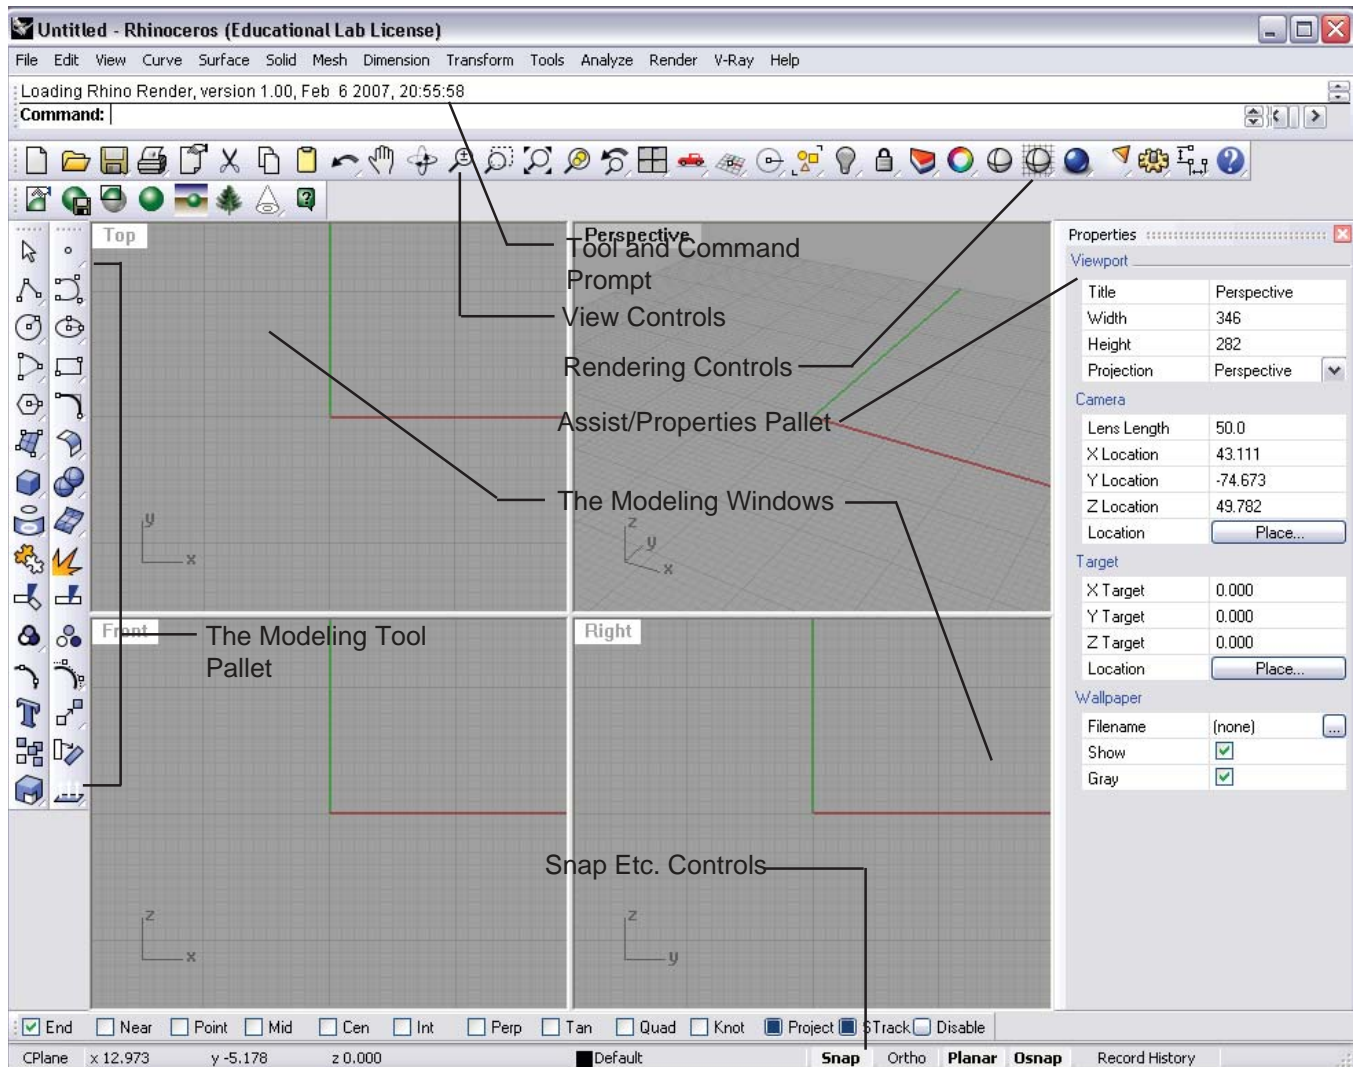 Untitled - Rhinoceros (Educational Lab License)
File Edit View Curve Surface Solid Mesh Dimension Transform Tools Analyze Render V-Ray Help
Loading Rhino Render, version 1.00, Feb 6 2007, 20:55:58
Command:
Top
Perspective
Tool and Command
Prompt
View Controls
Rendering Controls
Assist/Properties Pallet
The Modeling Windows
y
x
z
y
x
Front
The Modeling Tool
Pallet
Right
Snap Etc. Controls
z
x
z
y
Properties
Viewport
Title Perspective
Width 346
Height 282
Projection Perspective
Camera
Lens Length 50.0
X Location 43.111
Y Location -74.673
Z Location 49.782
Location Place...
Target
X Target 0.000
Y Target 0.000
Z Target 0.000
Location Place...
Wallpaper
Filename (none) ...
Show
Gray
End Near Point Mid Cen Int Perp Tan Quad Knot Project STrack Disable
CPlane x 12.973 y -5.178 z 0.000 Default Snap Ortho Planar Osnap Record History